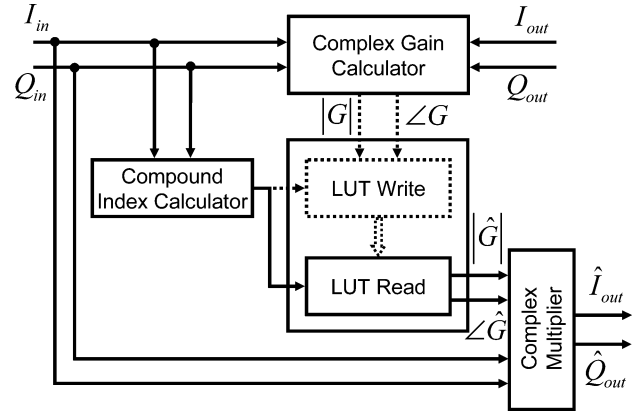 I_in
Complex Gain
Calculator
I_out
Q_in
Q_out
|G|
∠G
Compound
Index Calculator
LUT Write
|Ĝ|
LUT Read
∠Ĝ
Complex
Multiplier
Î_out
Q̂_out